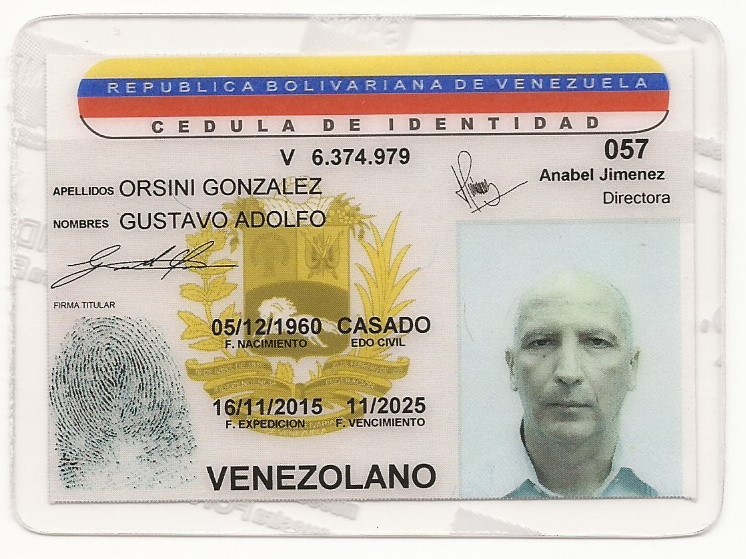 REPUBLICA BOLIVARIANA DE VENEZUELA
CEDULA DE IDENTIDAD
V 6.374.979
057
Anabel Jimenez
Directora
APELLIDOS ORSINI GONZALEZ
NOMBRES GUSTAVO ADOLFO
FIRMA TITULAR
05/12/1960 CASADO
F. NACIMIENTO EDO CIVIL
16/11/2015 11/2025
F. EXPEDICION F. VENCIMIENTO
VENEZOLANO